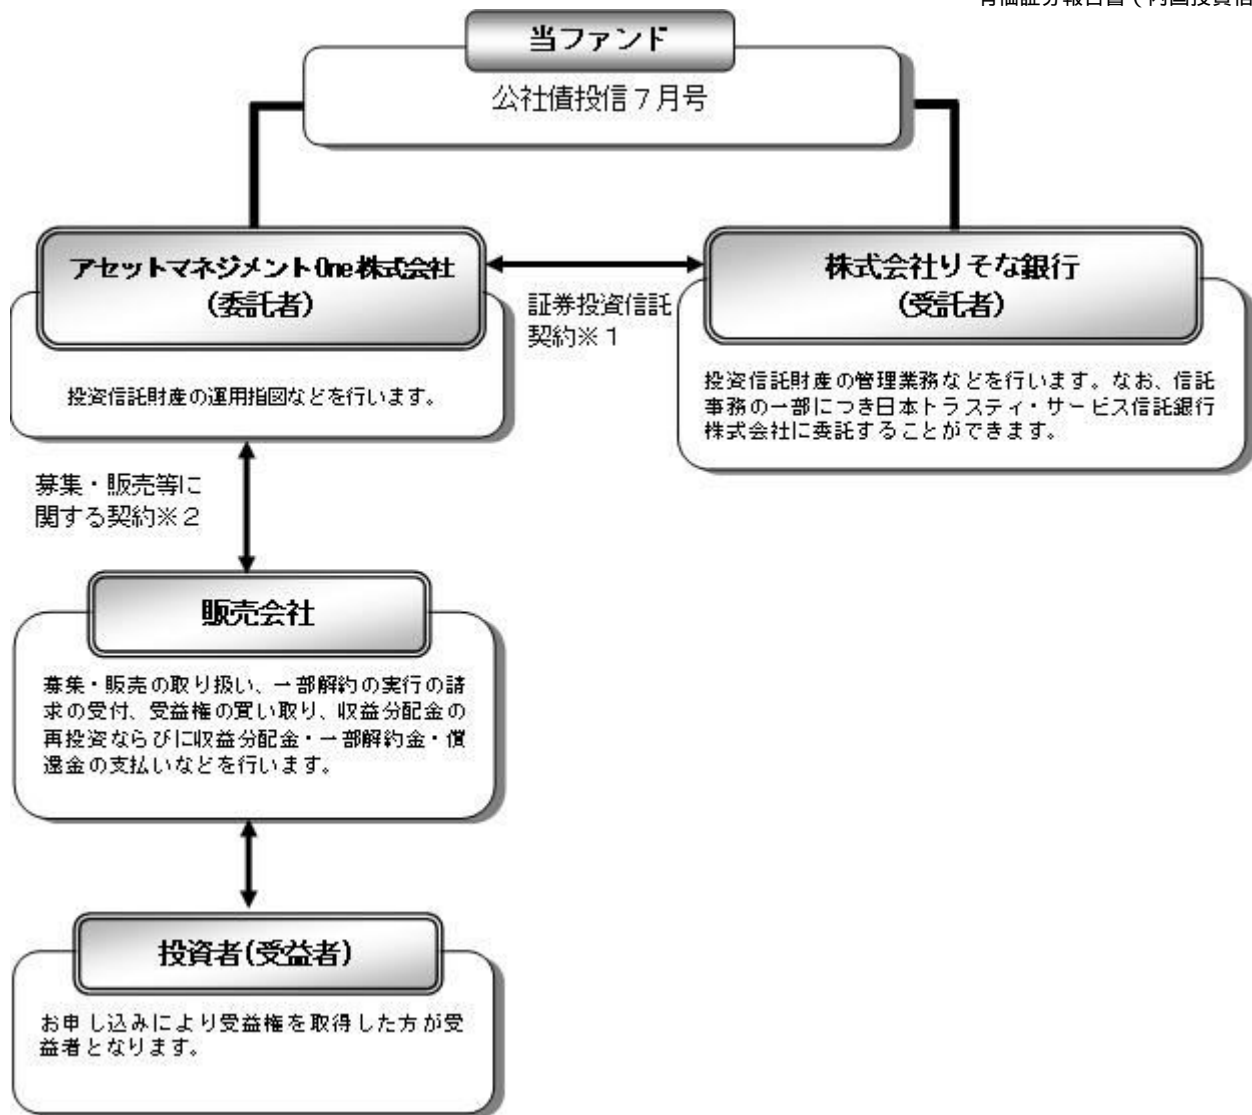 当ファンド
公社債投信７月号
アセットマネジメントOne株式会社
(委託者)
投資信託財産の運用指図などを行います。
証券投資信託
契約※１
株式会社りそな銀行
(受託者)
投資信託財産の管理業務などを行います。なお、信託
事務の一部につき日本トラスティ・サービス信託銀行
株式会社に委託することができます。
募集・販売等に
関する契約※２
販売会社
募集・販売の取り扱い、一部解約の実行の請
求の受付、受益権の買い取り、収益分配金の
再投資ならびに収益分配金・一部解約金・償
還金の支払いなどを行います。
投資者(受益者)
お申し込みにより受益権を取得した方が受
益者となります。